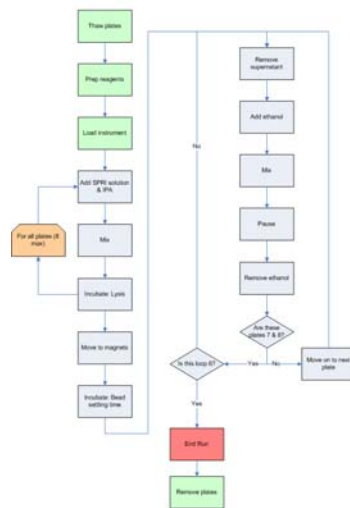 Thaw plates
Prep reagents
Load instrument
Add SPRI solution
& IPA
For all plates (8
max)
Mix
Incubate: Lysis
Move to magnets
Incubate: Bead
settling time
Remove
supernatant
Add ethanol
Mix
Pause
Remove ethanol
Are these
plates 7 & 8?
No
Is this loop 6?
Yes
No
Move on to next
plate
Yes
End Run
Remove plates